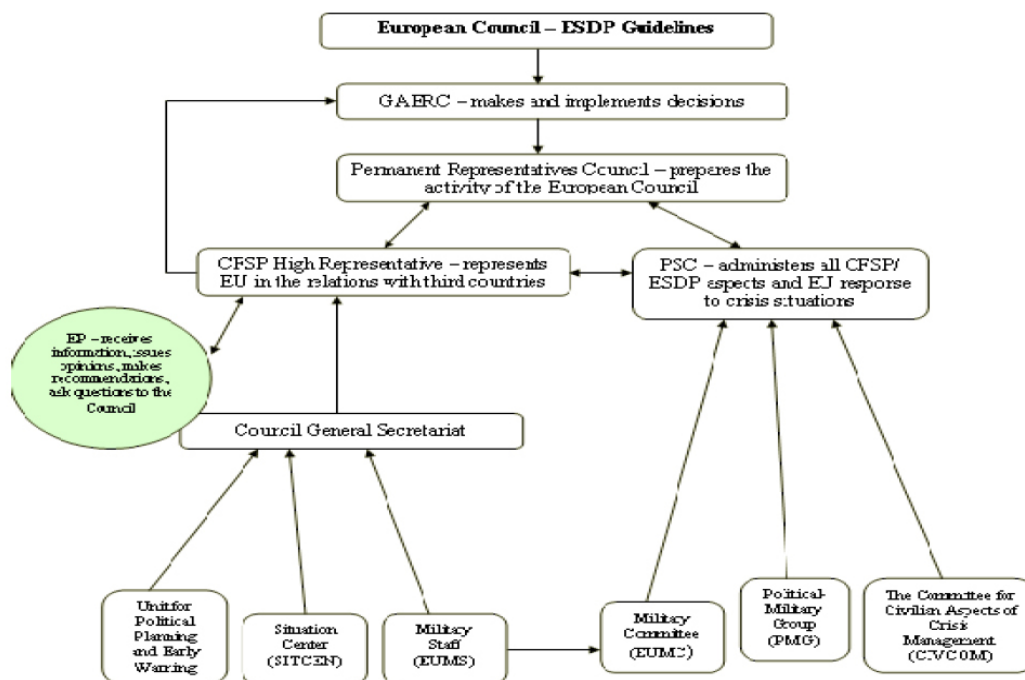 European Council – ESDP Guidelines
GAERC – makes and implements decisions
Permanent Representatives Council – prepares the
activity of the European Council
CFSP High Representative – represents
EU in the relations with third countries
PSC – administers all CFSP/
ESDP aspects and EU response
to crisis situations
EP – receives
information, issues
opinions, makes
recommendations,
ask questions to the
Council
Council General Secretariat
Unit for
Political
Planning
and Early
Warning
Situation
Center
(SITCEN)
Military
Staff
(EUMS)
Military
Committee
(EUMC)
Political-
Military
Group
(PMG)
The Committee for
Civilian Aspects of
Crisis
Management
(CIVCOM)